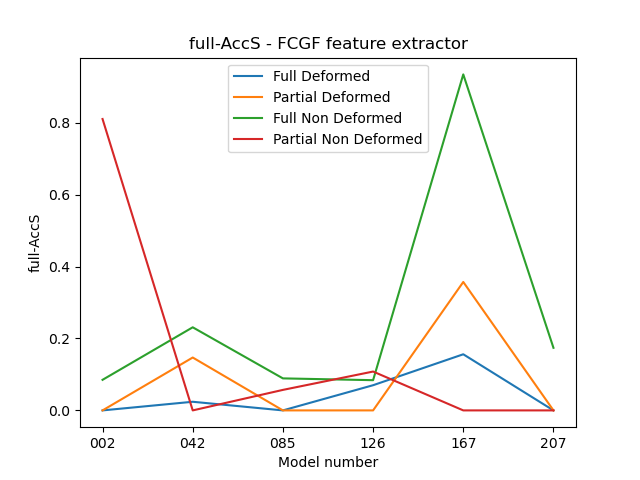 full-AccS - FCGF feature extractor
Full Deformed
Partial Deformed
Full Non Deformed
Partial Non Deformed
full-AccS
0.8
0.6
0.4
0.2
0.0
002 042 085 126 167 207
Model number